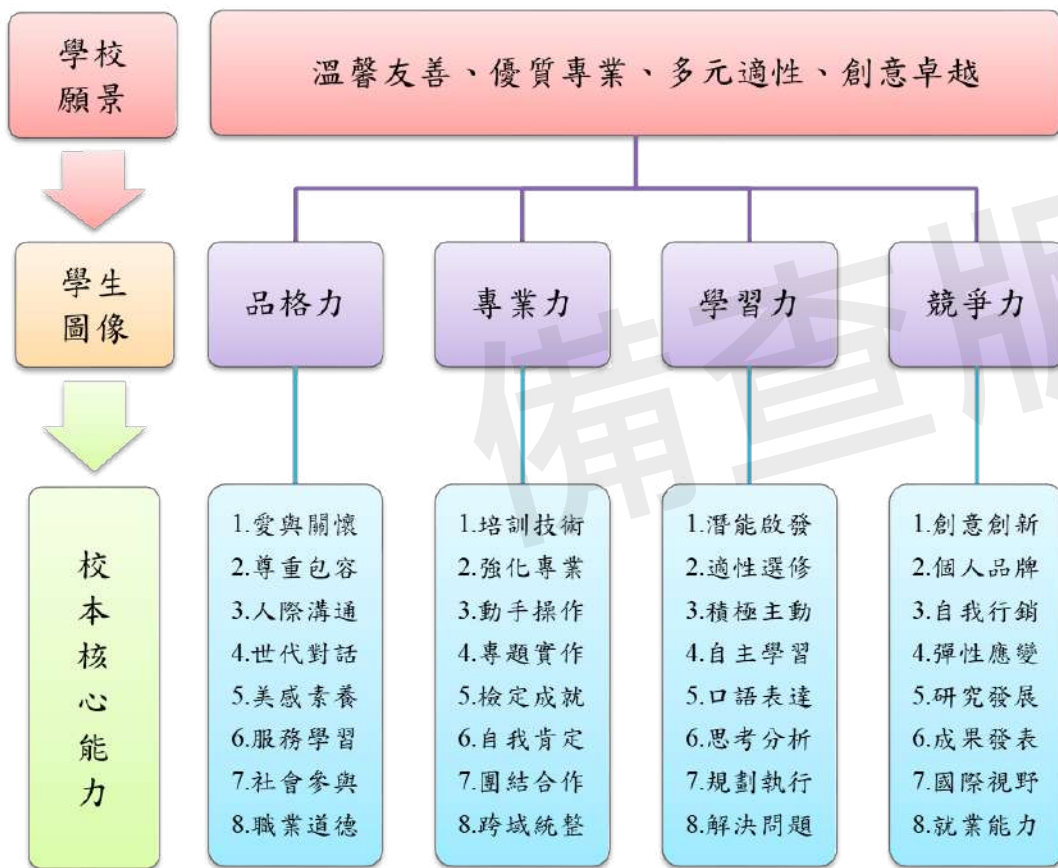 學校
願景
溫馨友善、優質專業、多元適性、創意卓越
學生
圖像
品格力
專業力
學習力
競爭力
校
本
核
心
能
力
1.愛與關懷
2.尊重包容
3.人際溝通
4.世代對話
5.美感素養
6.服務學習
7.社會參與
8.職業道德
1.培訓技術
2.強化專業
3.動手操作
4.專題實作
5.檢定成就
6.自我肯定
7.團結合作
8.跨域統整
1.潛能啟發
2.適性選修
3.積極主動
4.自主學習
5.口語表達
6.思考分析
7.規劃執行
8.解決問題
1.創意創新
2.個人品牌
3.自我行銷
4.彈性應變
5.研究發展
6.成果發表
7.國際視野
8.就業能力
備查版